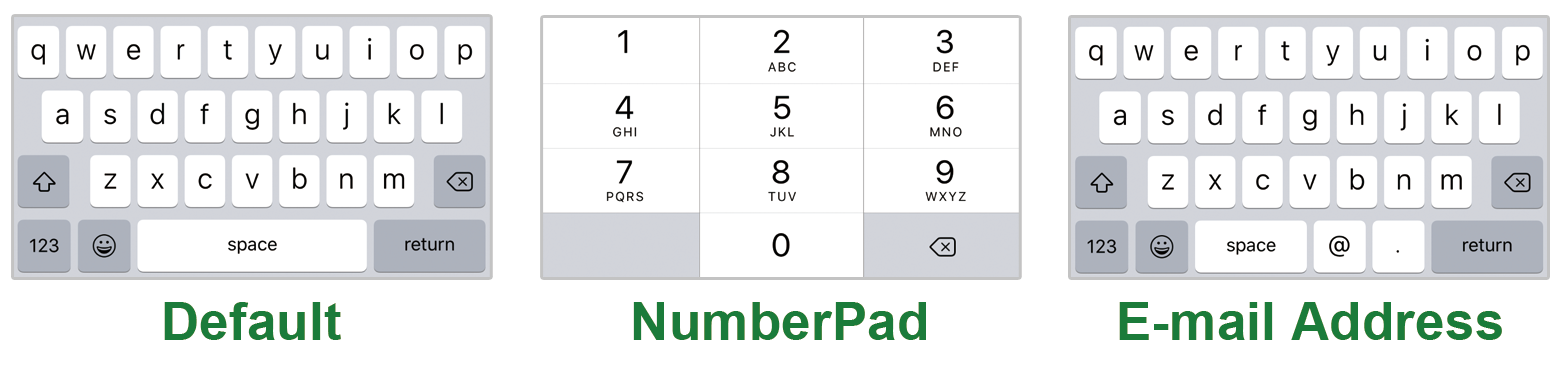 q w e r t y u i o p
a s d f g h j k l
z x c v b n m
123 space return
Default
1 2 3
ABC DEF
4 5 6
GHI JKL MNO
7 8 9
PQRS TUV WXYZ
0
NumberPad
q w e r t y u i o p
a s d f g h j k l
z x c v b n m
123 space @ . return
E-mail Address